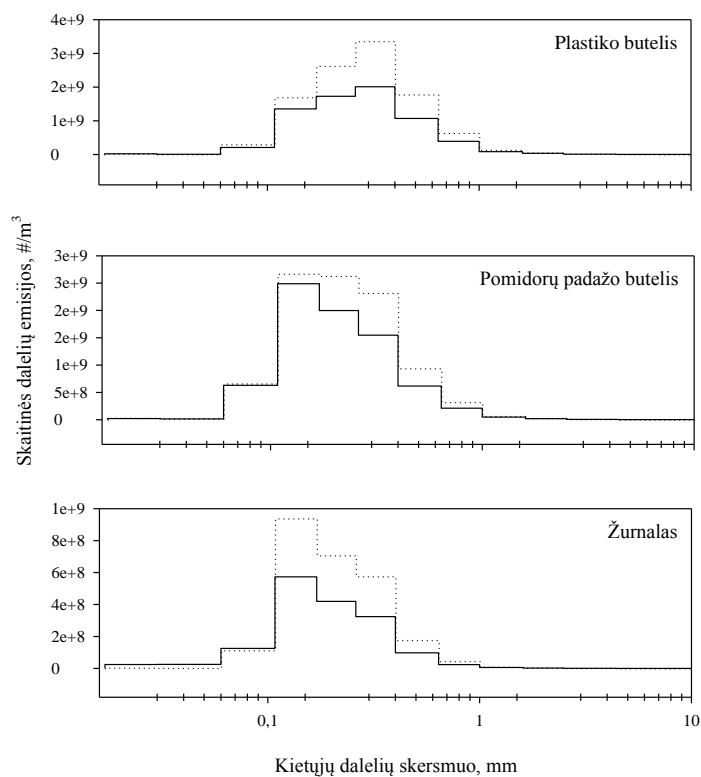 Skaitinės dalelių emisijos, #/m³
4e+9
3e+9
2e+9
1e+9
0
Plastiko butelis
3e+9
3e+9
2e+9
1e+9
5e+8
0
Pomidorų padažo butelis
1e+9
8e+8
6e+8
4e+8
2e+8
0
Žurnalas
0,1 1 10
Kietųjų dalelių skersmuo, mm